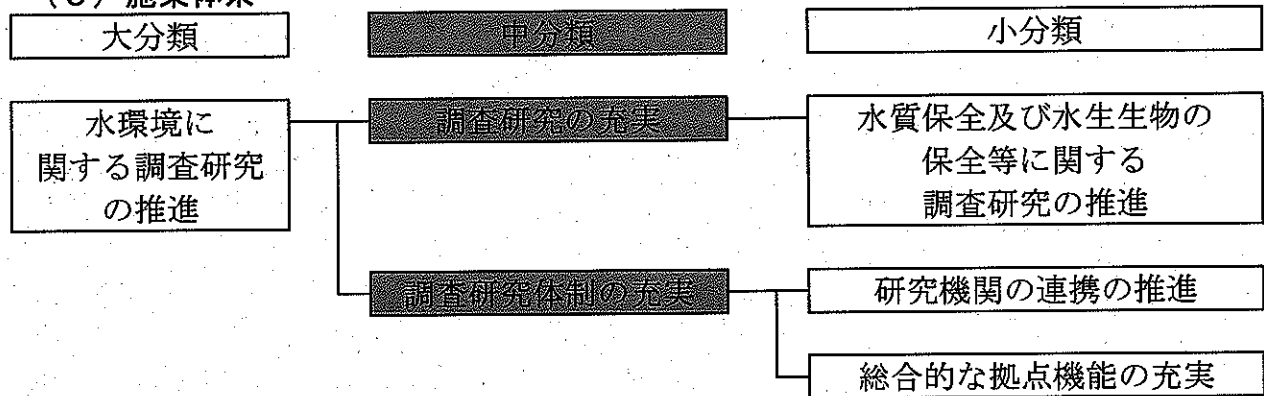 大分類
中分類
小分類
水環境に
関する調査研究
の推進
調査研究の充実
水質保全及び水生生物の
保全等に関する
調査研究の推進
調査研究体制の充実
研究機関の連携の推進
総合的な拠点機能の充実